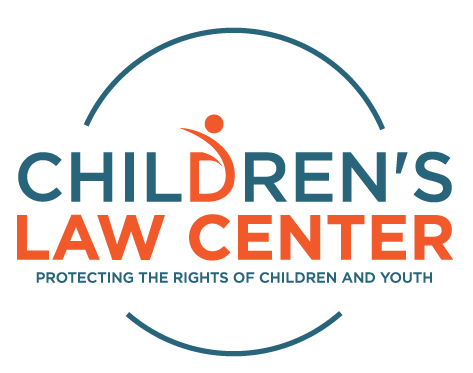 CHILDREN'S
LAW CENTER
PROTECTING THE RIGHTS OF CHILDREN AND YOUTH